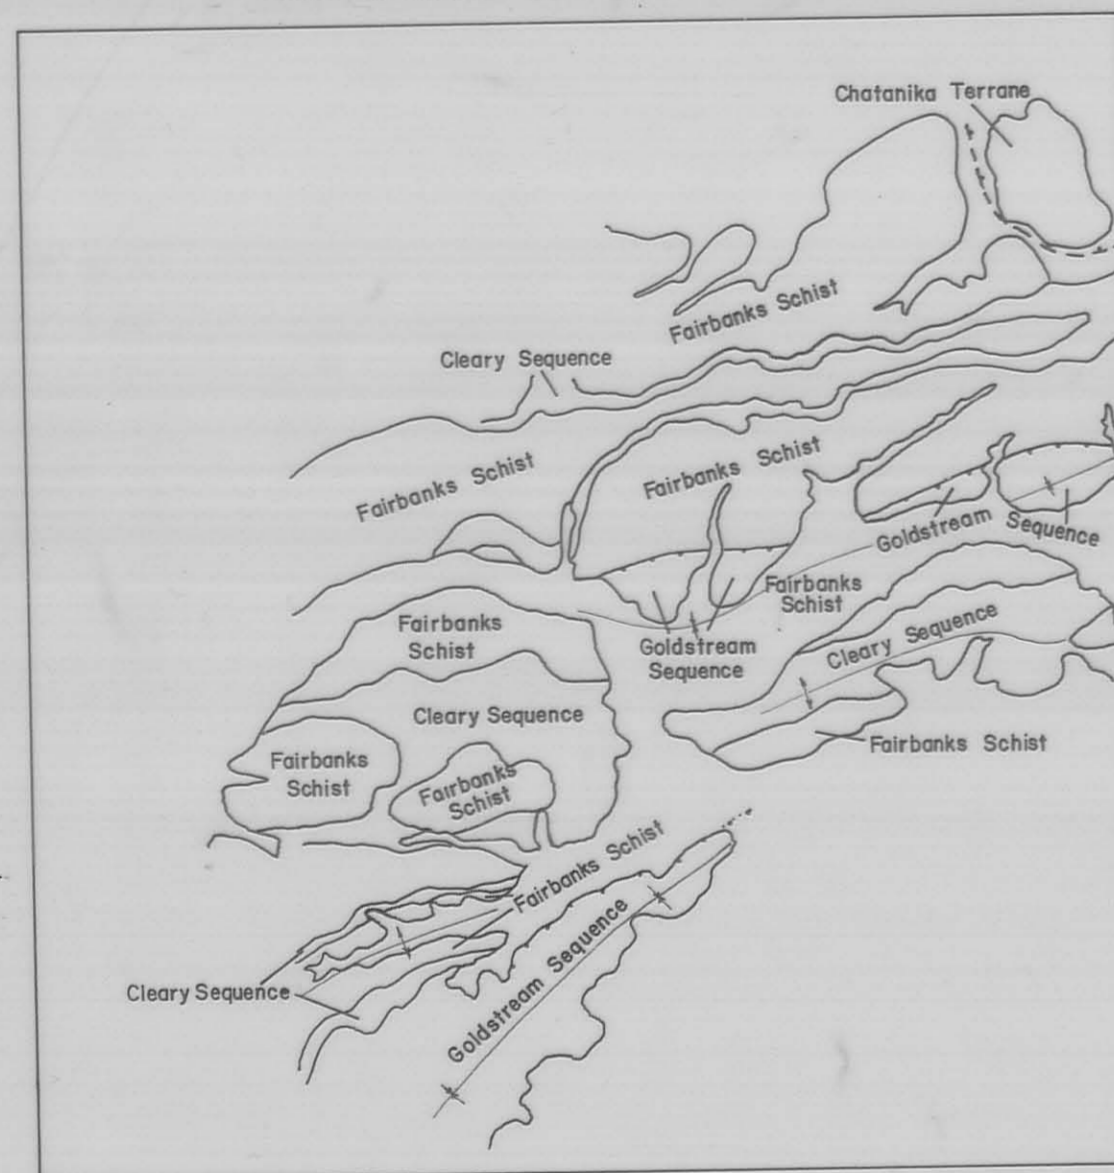 Chatanika Terrane
Fairbanks Schist
Cleary Sequence
Fairbanks Schist
Fairbanks Schist
Goldstream Sequence
Fairbanks
Schist
Fairbanks
Schist
Goldstream
Sequence
Cleary Sequence
Cleary Sequence
Fairbanks Schist
Fairbanks
Schist
Fairbanks
Schist
Fairbanks Schist
Goldstream Sequence
Cleary Sequence